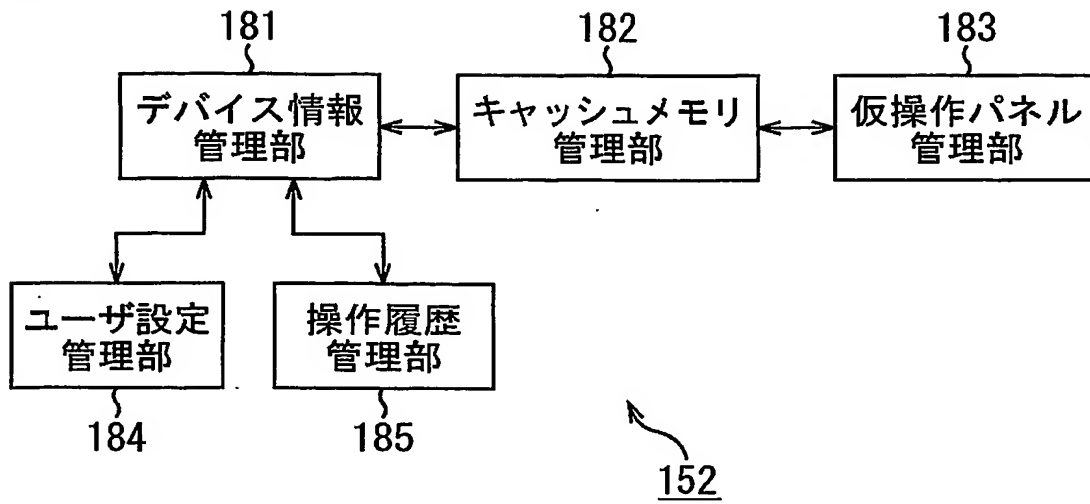 181
182
183
デバイス情報
管理部
キャッシュメモリ
管理部
仮操作パネル
管理部
ユーザ設定
管理部
操作履歴
管理部
184
185
152